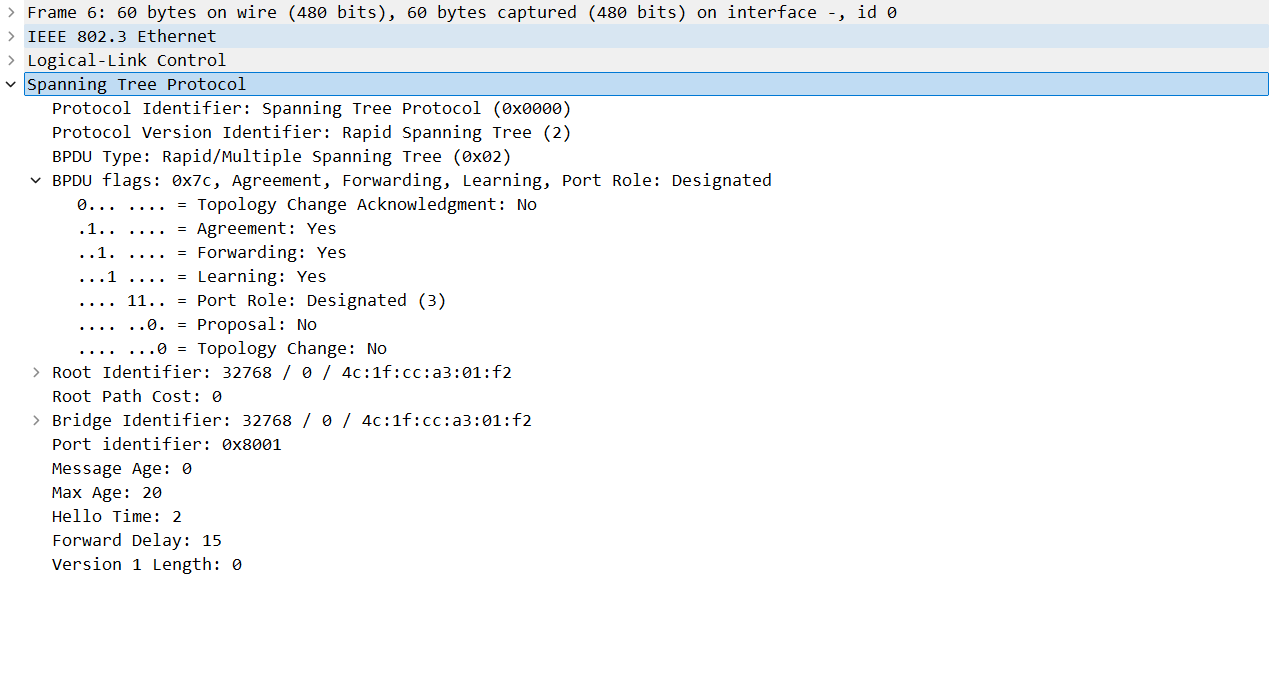 Frame 6: 60 bytes on wire (480 bits), 60 bytes captured (480 bits) on interface -, id 0
IEEE 802.3 Ethernet
Logical-Link Control
Spanning Tree Protocol
Protocol Identifier: Spanning Tree Protocol (0x0000)
Protocol Version Identifier: Rapid Spanning Tree (2)
BPDU Type: Rapid/Multiple Spanning Tree (0x02)
BPDU flags: 0x7c, Agreement, Forwarding, Learning, Port Role: Designated
0... .... = Topology Change Acknowledgment: No
.1.. .... = Agreement: Yes
..1. .... = Forwarding: Yes
...1 .... = Learning: Yes
.... 11.. = Port Role: Designated (3)
.... ..0. = Proposal: No
.... ...0 = Topology Change: No
Root Identifier: 32768 / 0 / 4c:1f:cc:a3:01:f2
Root Path Cost: 0
Bridge Identifier: 32768 / 0 / 4c:1f:cc:a3:01:f2
Port identifier: 0x8001
Message Age: 0
Max Age: 20
Hello Time: 2
Forward Delay: 15
Version 1 Length: 0